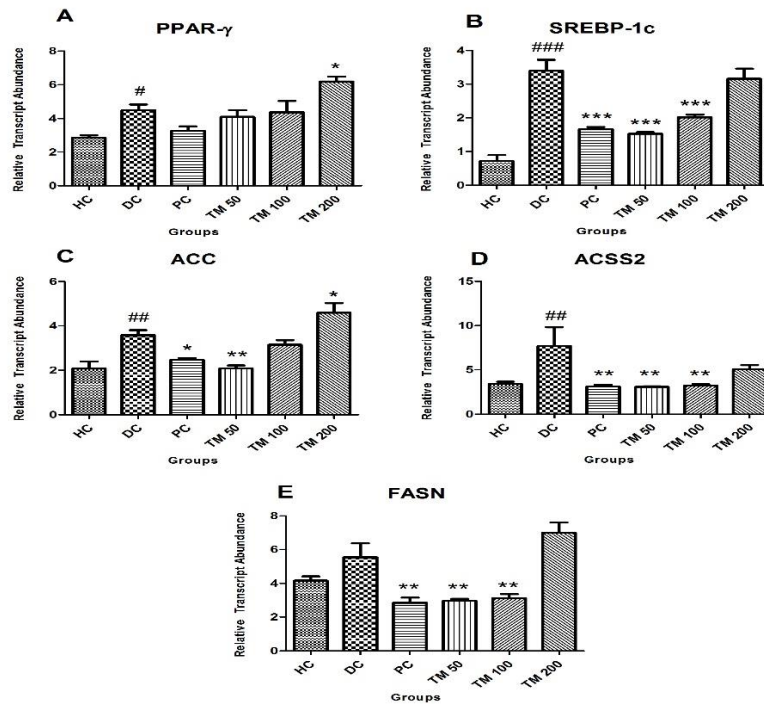 A
PPAR-γ
Relative Transcript Abundance
8
6
4
2
0
#
*
HC
DC
PC
TM 50
TM 100
TM 200
Groups
B
SREBP-1c
Relative Transcript Abundance
4
3
2
1
0
###
***
***
***
HC
DC
PC
TM 50
TM 100
TM 200
Groups
C
ACC
Relative Transcript Abundance
6
4
2
0
##
*
**
*
HC
DC
PC
TM 50
TM 100
TM 200
Groups
D
ACSS2
Relative Transcript Abundance
15
10
5
0
##
**
**
**
HC
DC
PC
TM 50
TM 100
TM 200
Groups
E
FASN
Relative Transcript Abundance
8
6
4
2
0
**
**
**
HC
DC
PC
TM 50
TM 100
TM 200
Groups